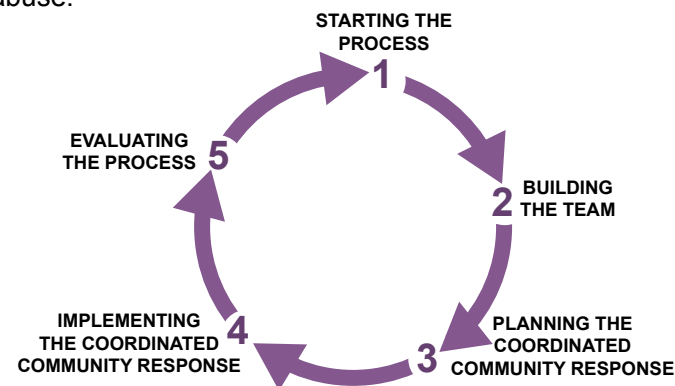 abuse.
STARTING THE
PROCESS
1
2
BUILDING
THE TEAM
3
PLANNING THE
COORDINATED
COMMUNITY RESPONSE
4
IMPLEMENTING
THE COORDINATED
COMMUNITY RESPONSE
5
EVALUATING
THE PROCESS